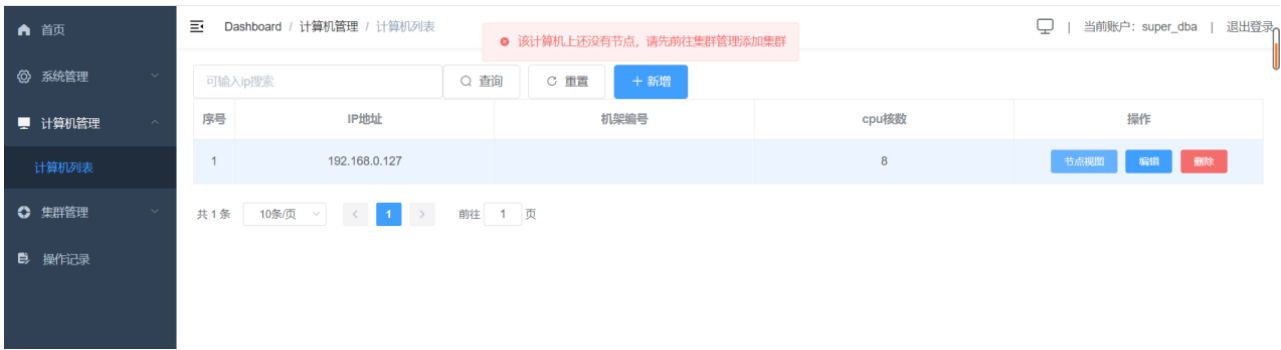 首页
系统管理
计算机管理
计算机列表
集群管理
操作记录
Dashboard / 计算机管理 / 计算机列表
该计算机上还没有节点，请先前往集群管理添加集群
| 当前账户：super_dba | 退出登录
可输入ip搜索 查询 重置 + 新增
序号 IP地址 机架编号 cpu核数 操作
1 192.168.0.127 8 节点视图 编辑 删除
共 1 条 10条/页 < 1 > 前往 1 页